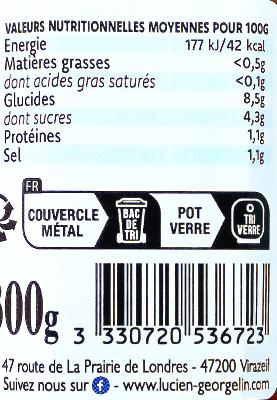 VALEURS NUTRITIONNELLES MOYENNES POUR 100G
Energie 177 kJ/42 kcal
Matières grasses <0,5g
dont acides gras saturés <0,1g
Glucides 8,5g
dont sucres 4,3g
Protéines 1,1g
Sel 1,1g
FR
COUVERCLE MÉTAL
BAC DE TRI
POT VERRE
TRI VERRE
00g
3 330720 536723
47 route de La Prairie de Londres - 47200 Virazeil
Suivez nous sur f - www.lucien-georgelin.com